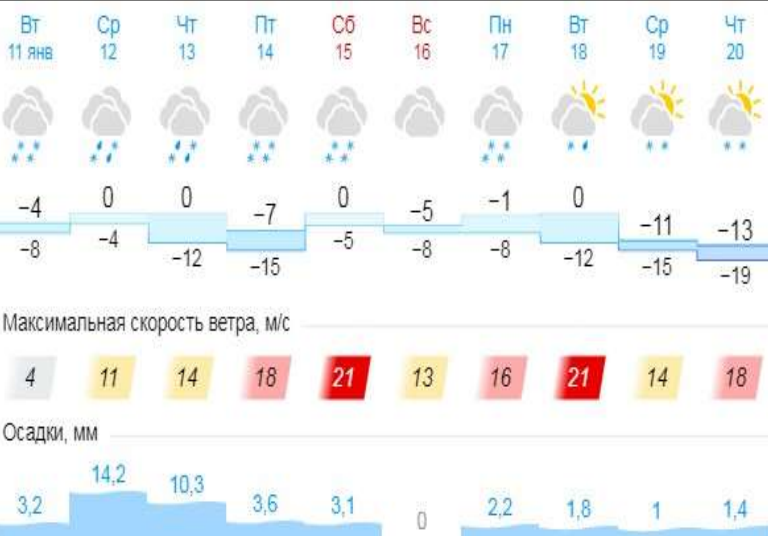 Вт Ср Чт Пт Сб Вс Пн Вт Ср Чт
11 янв 12 13 14 15 16 17 18 19 20
−4 0 0 −7 0 −5 −1 0 −11 −13
−8 −4 −12 −15 −5 −8 −8 −12 −15 −19
Максимальная скорость ветра, м/с
4 11 14 18 21 13 16 21 14 18
Осадки, мм
3,2 14,2 10,3 3,6 3,1 0 2,2 1,8 1 1,4